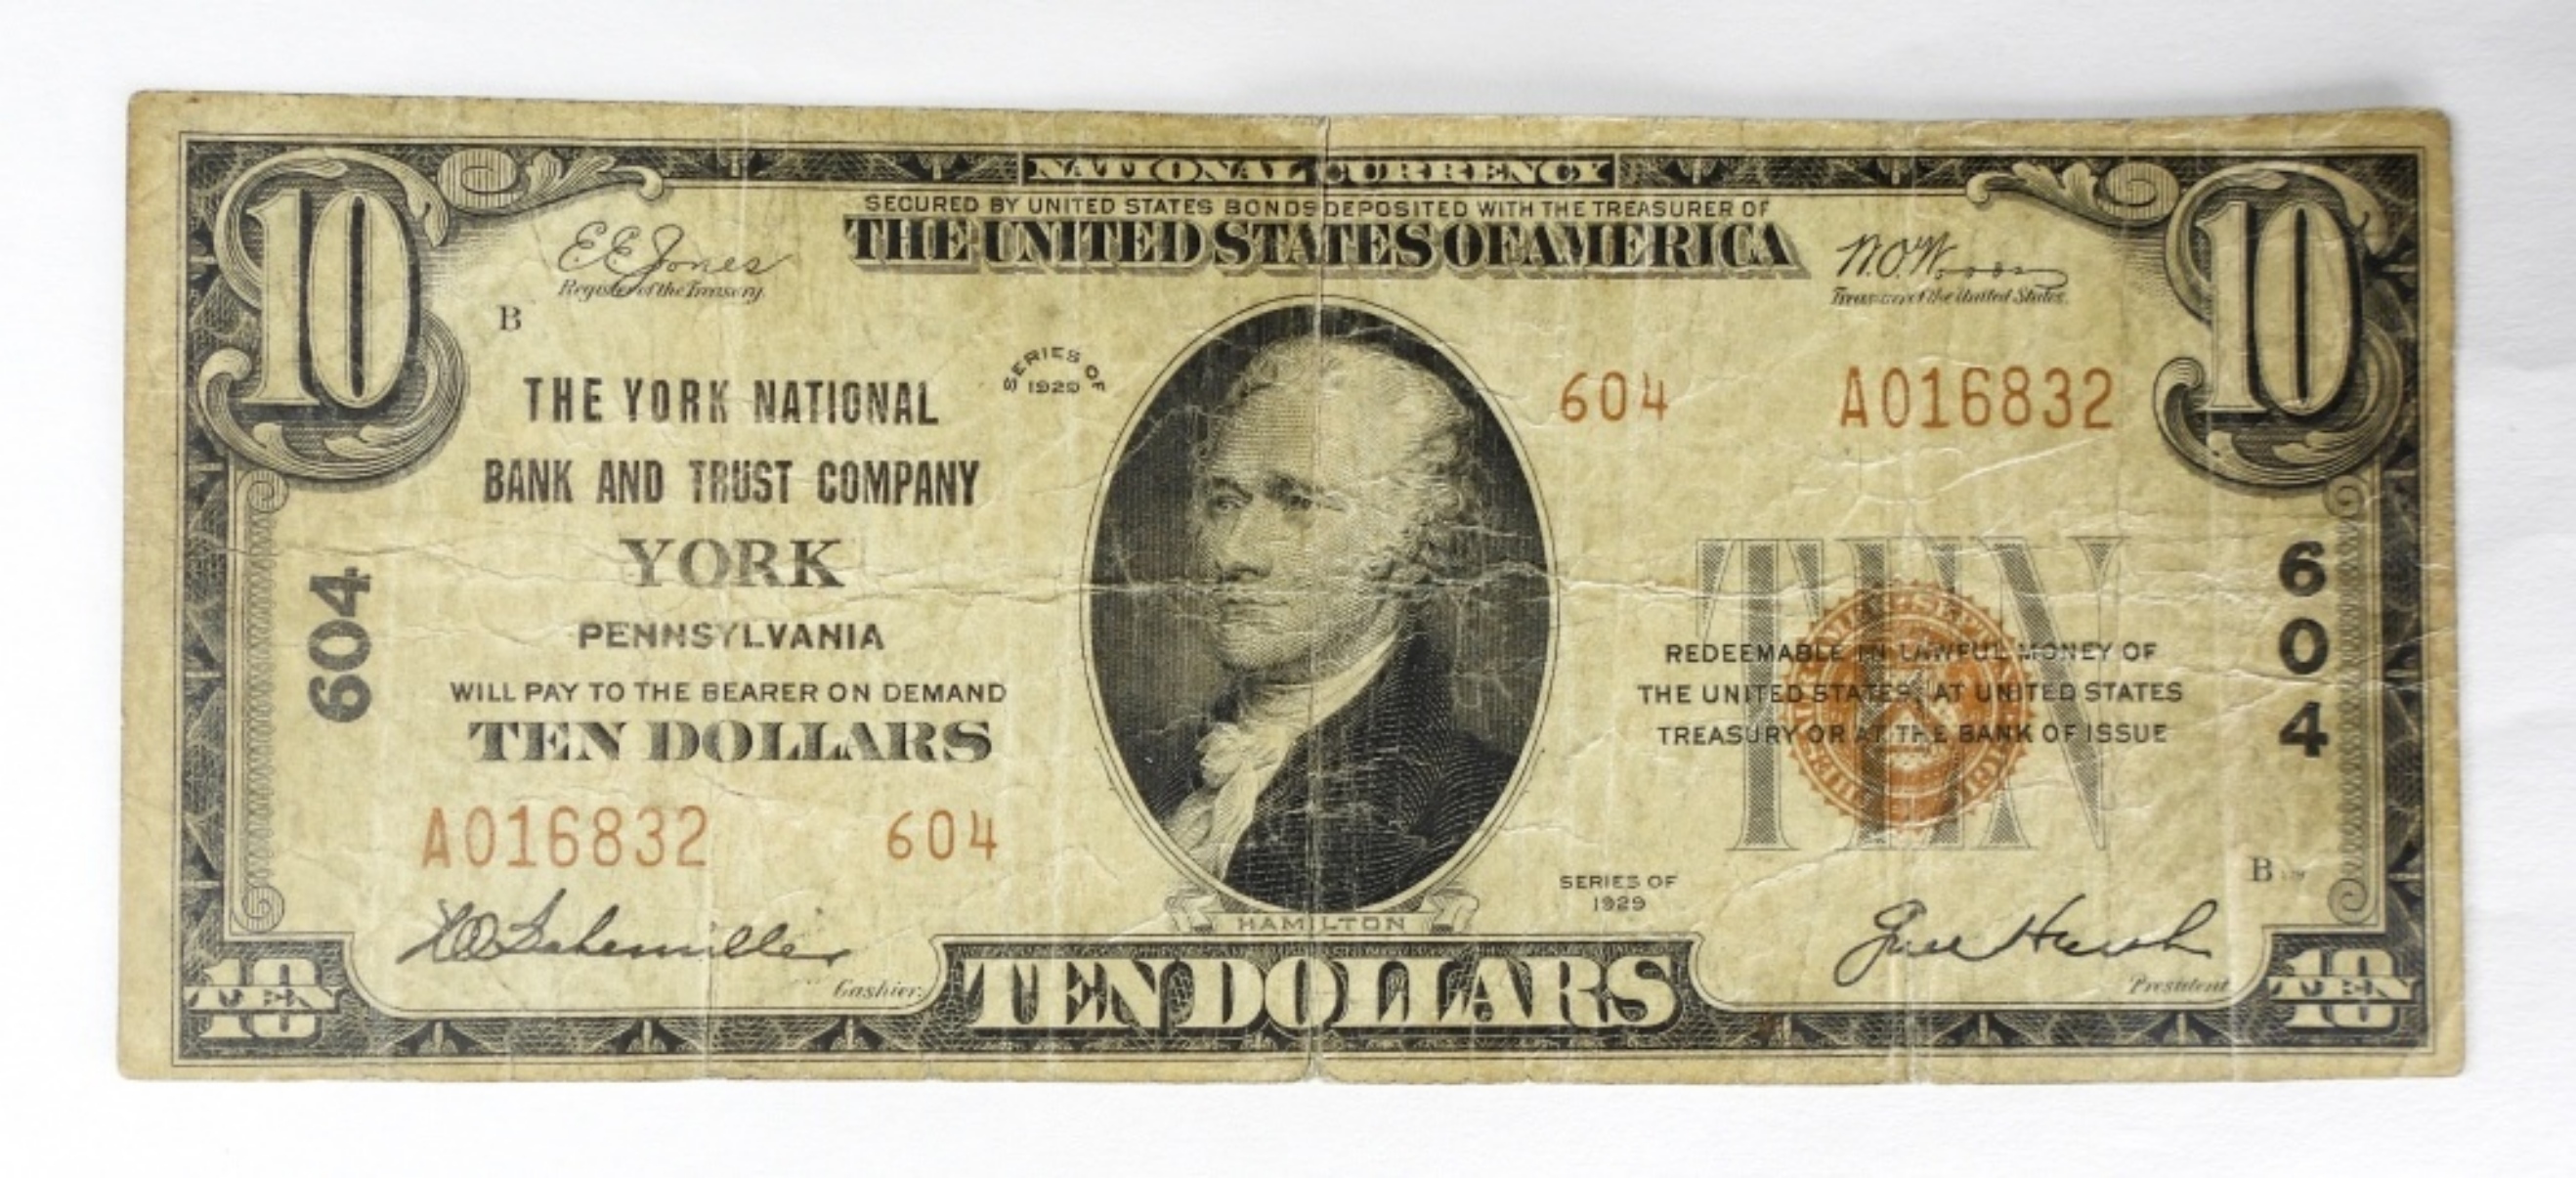 NATIONAL CURRENCY
SECURED BY UNITED STATES BONDS DEPOSITED WITH THE TREASURER OF
THE UNITED STATES OF AMERICA
10
10
E.E. Jones
Register of the Treasury.
W.O. Woods
Treasurer of the United States.
B
THE YORK NATIONAL
BANK AND TRUST COMPANY
YORK
PENNSYLVANIA
WILL PAY TO THE BEARER ON DEMAND
TEN DOLLARS
SERIES OF
1929
604 A016832
604
604
TEN
REDEEMABLE IN LAWFUL MONEY OF
THE UNITED STATES AT UNITED STATES
TREASURY OR AT THE BANK OF ISSUE
A016832 604
Cashier.
HAMILTON
SERIES OF
1929
B
President
10
TEN
TEN DOLLARS
10
TEN